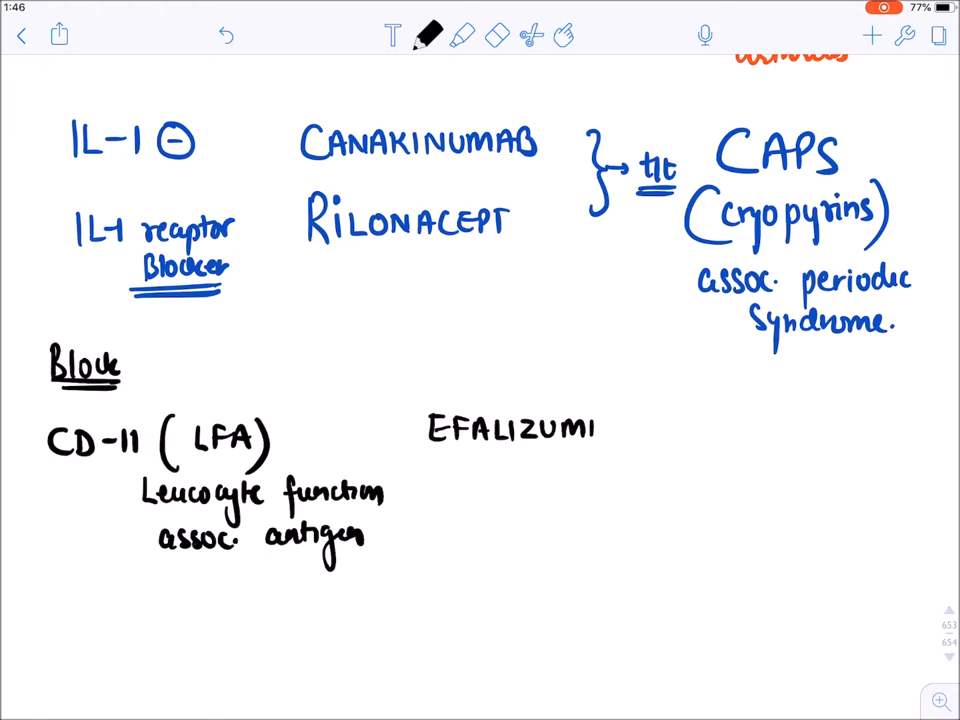 1:46
77%
T
IL-1 ⊖ CANAKINUMAB } → ttt CAPS
IL-1 receptor Blocker RILONACEPT
(cryopyrins)
assoc. periodic
syndrome.
Block
CD-11 ( LFA) EFALIZUMI
Leucocyte function
assoc. antigen
653
654